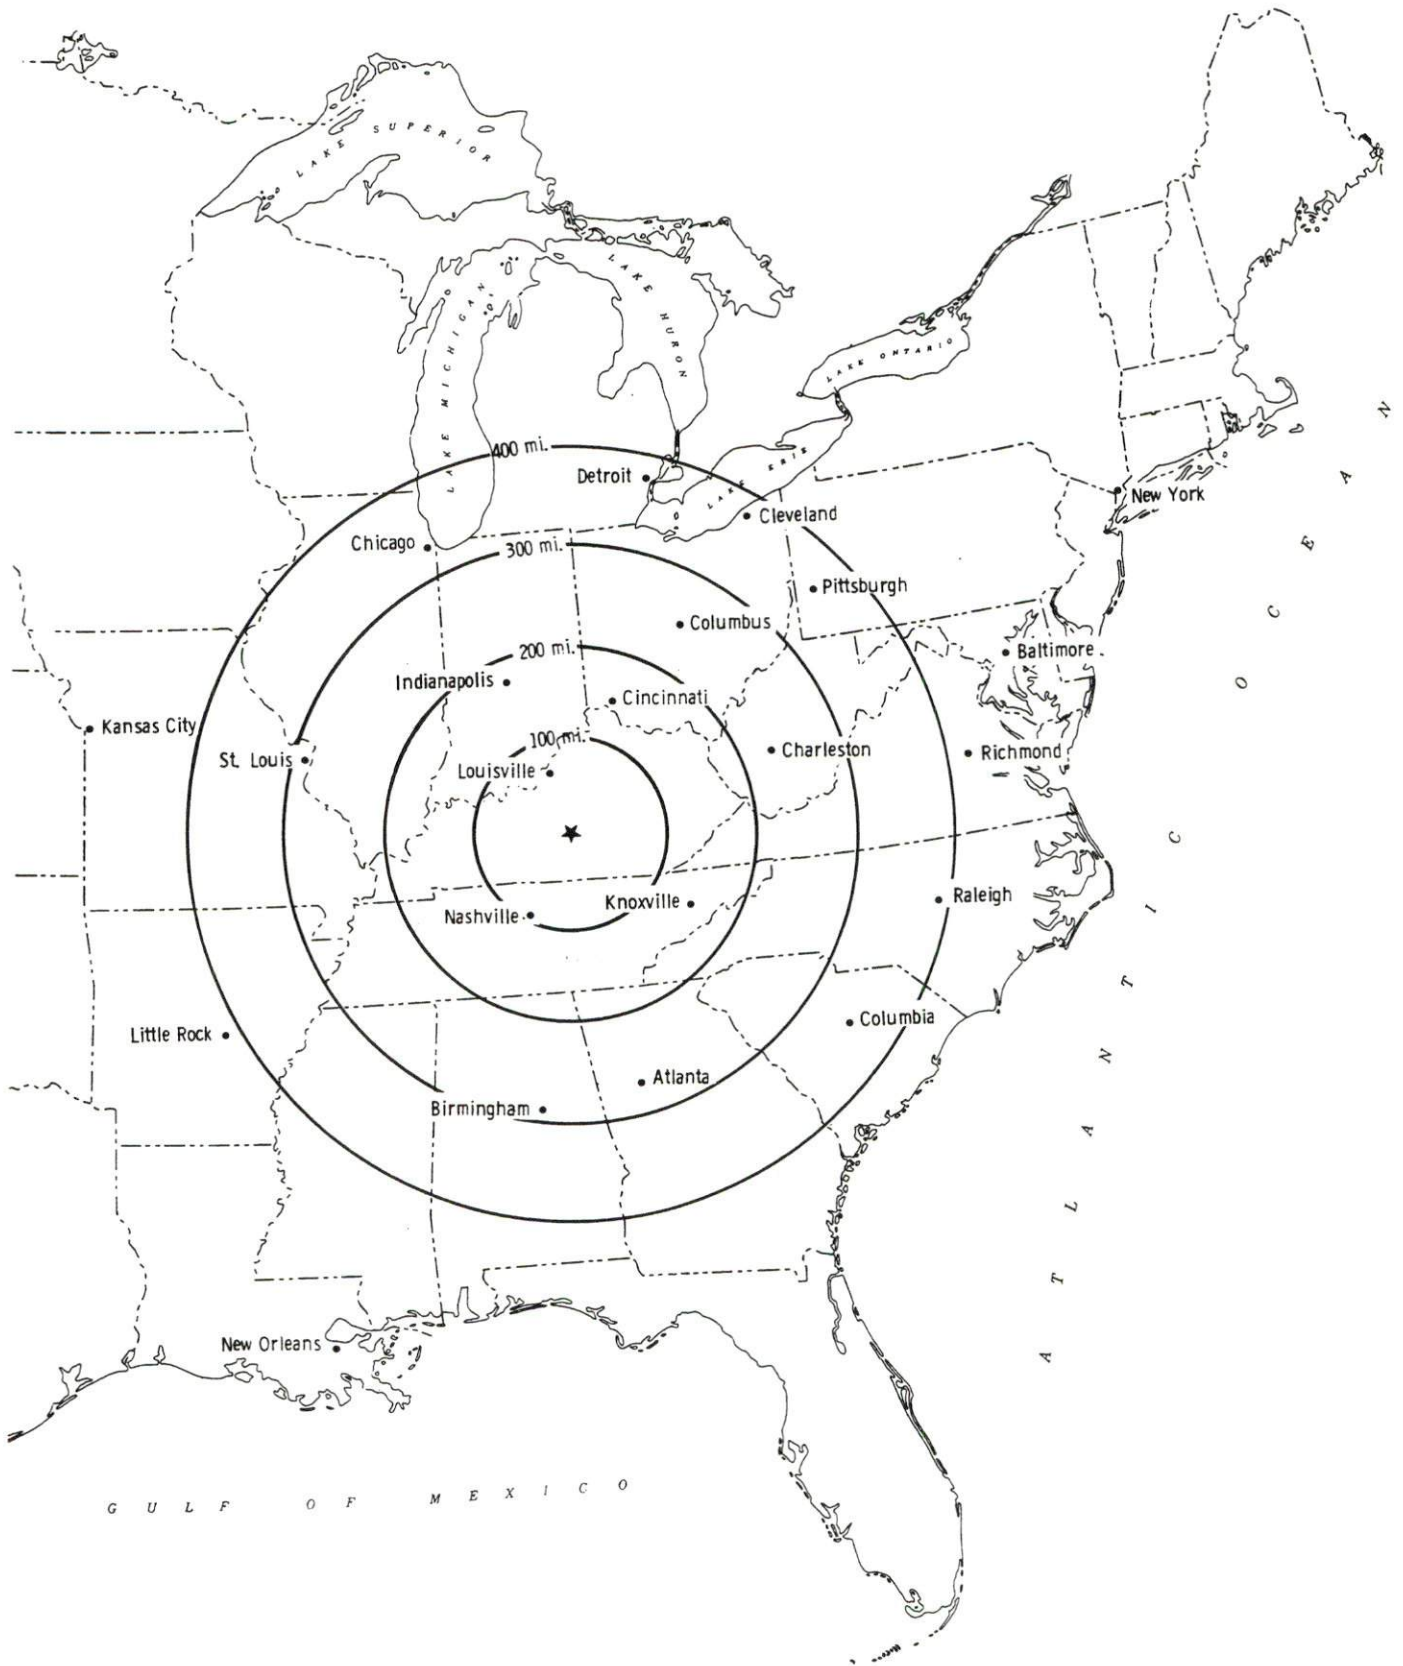 LAKE SUPERIOR
LAKE MICHIGAN
LAKE HURON
LAKE ONTARIO
LAKE ERIE
400 mi.
Detroit
Cleveland
New York
Chicago
300 mi.
Pittsburgh
Columbus
200 mi.
Baltimore
Indianapolis
Cincinnati
Kansas City
100 mi.
St. Louis
Louisville
Charleston
Richmond
Nashville
Knoxville
Raleigh
Little Rock
Columbia
Atlanta
Birmingham
New Orleans
ATLANTIC OCEAN
GULF OF MEXICO